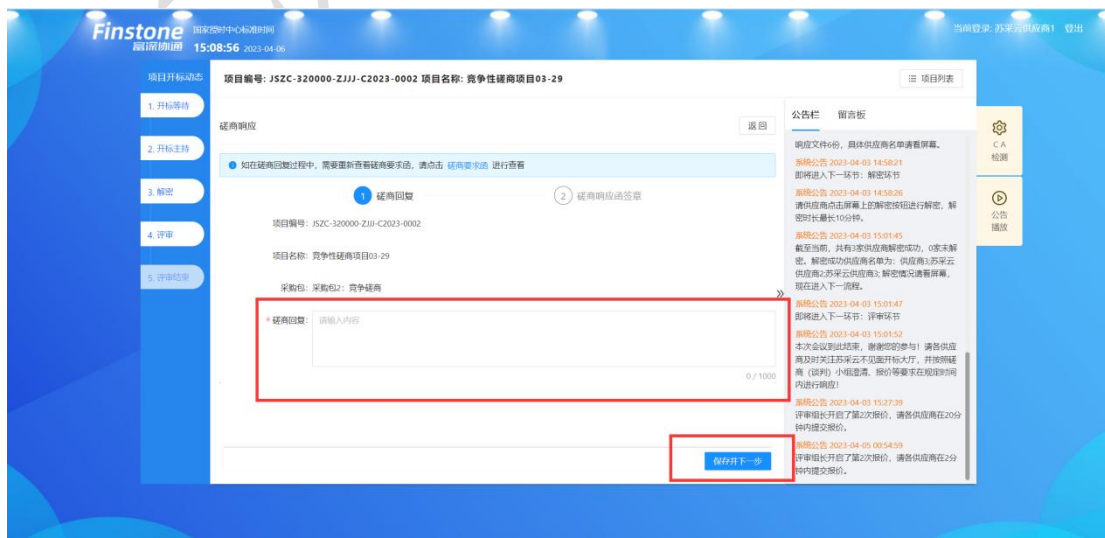 Finstone 国家授时中心标准时间
富深协通 15:08:56 2023-04-06
当前登录: 苏采云供应商1 登出
项目开标动态
1. 开标等待
2. 开标主持
3. 解密
4. 评审
5. 评审结束
项目编号: JSZC-320000-ZJJJ-C2023-0002 项目名称: 竞争性磋商项目03-29
项目列表
磋商响应
返 回
如在磋商回复过程中，需要重新查看磋商要求函，请点击 磋商要求函 进行查看
1 磋商回复
2 磋商响应函签章
项目编号: JSZC-320000-ZJJJ-C2023-0002
项目名称: 竞争性磋商项目03-29
采购包: 采购包2：竞争磋商
* 磋商回复: 请输入内容
0 / 1000
保存并下一步
»
公告栏 留言板
响应文件6份，具体供应商名单请看屏幕。
系统公告 2023-04-03 14:58:21
即将进入下一环节：解密环节
系统公告 2023-04-03 14:58:26
请供应商点击屏幕上的解密按钮进行解密，解
密时长最长10分钟。
系统公告 2023-04-03 15:01:45
截至当前，共有3家供应商解密成功，0家未解
密。解密成功供应商名单为：供应商3;苏采云
供应商2;苏采云供应商3; 解密情况请看屏幕，
现在进入下一流程。
系统公告 2023-04-03 15:01:47
即将进入下一环节：评审环节
系统公告 2023-04-03 15:01:52
本次会议到此结束，谢谢您的参与！请各供应
商及时关注苏采云不见面开标大厅，并按照磋
商（谈判）小组澄清、报价等要求在规定时间
内进行响应!
系统公告 2023-04-03 15:27:39
评审组长开启了第2次报价，请各供应商在20分
钟内提交报价。
系统公告 2023-04-05 00:54:59
评审组长开启了第2次报价，请各供应商在2分
钟内提交报价。
C A
检测
公告
播放